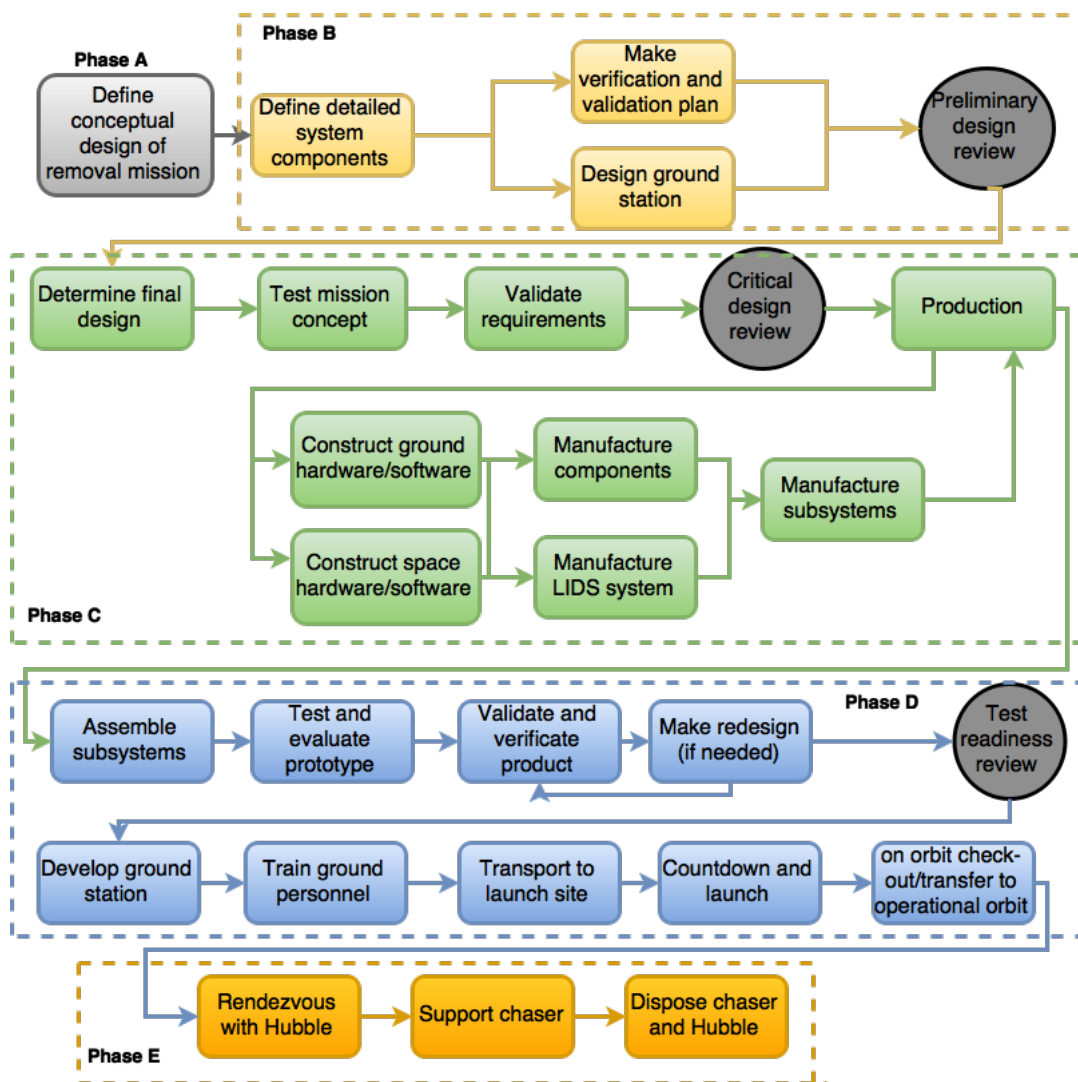 Phase A
Define
conceptual
design of
removal mission
Phase B
Define detailed
system
components
Make
verification and
validation plan
Design ground
station
Preliminary
design
review
Determine final
design
Test mission
concept
Validate
requirements
Critical
design
review
Production
Construct ground
hardware/software
Construct space
hardware/software
Manufacture
components
Manufacture
LIDS system
Manufacture
subsystems
Phase C
Phase D
Assemble
subsystems
Test and
evaluate
prototype
Validate and
verificate
product
Make redesign
(if needed)
Test
readiness
review
Develop ground
station
Train ground
personnel
Transport to
launch site
Countdown and
launch
on orbit check-
out/transfer to
operational orbit
Rendezvous
with Hubble
Support chaser
Dispose chaser
and Hubble
Phase E